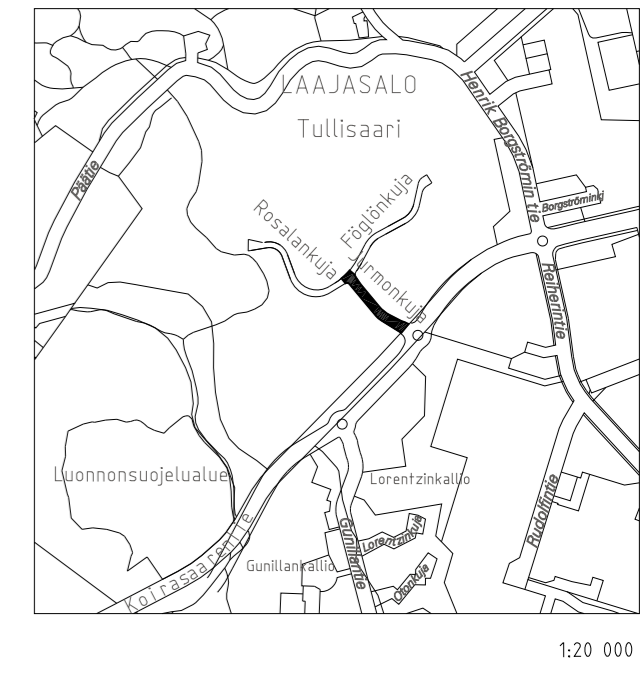 LAAJASALO
Tullisaari
Henrik Borgströmin tie
Päätie
Rosalankuja
Föglönkuja
Jurmonkuja
Borgströminkj
Reiherintie
Luonnonsuojelualue
Lorentzinkallio
Koirasaarentie
Gunillantie
Lorentzinkuja
Rudolfintie
Gunillankallio
Otonkuja
1:20 000